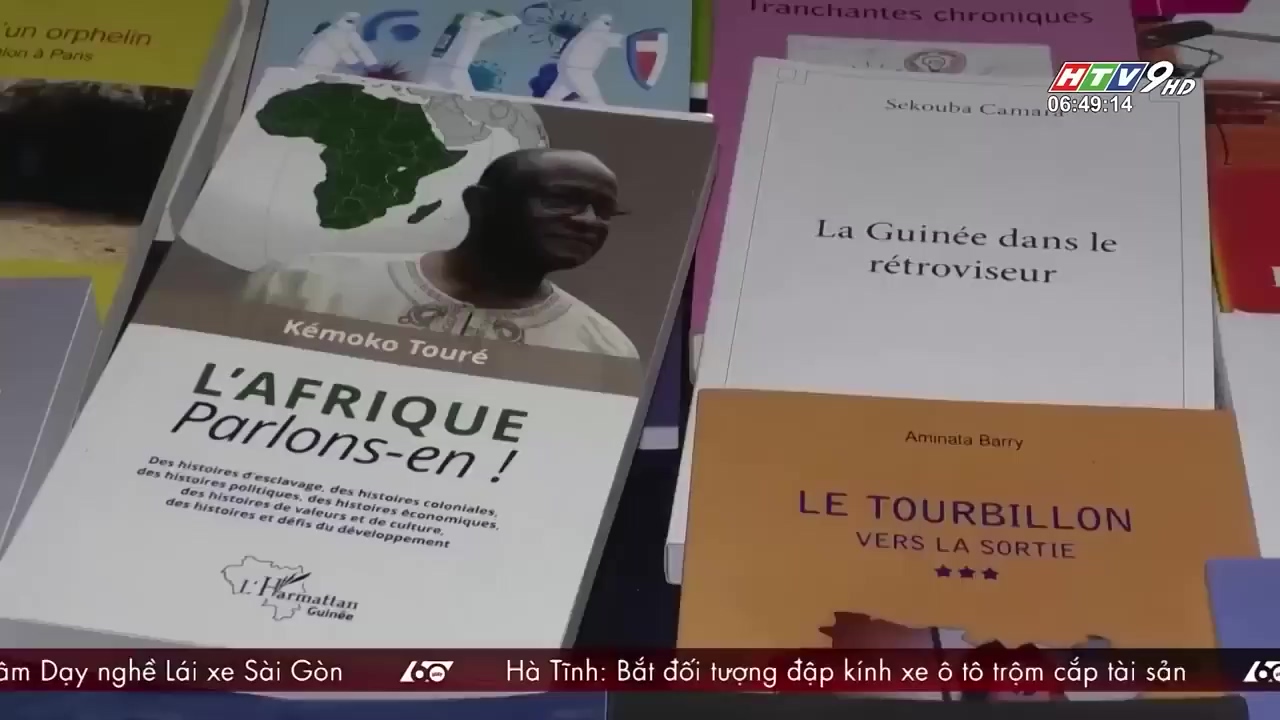 'un orphelin
ion à Paris
Tranchantes chroniques
HTV9 HD
06:49:14
Sekouba Camara
La Guinée dans le
rétroviseur
Kémoko Touré
L'AFRIQUE
Parlons-en !
Des histoires d'esclavage, des histoires coloniales,
des histoires politiques, des histoires économiques,
des histoires de valeurs et de culture,
des histoires et défis du développement
L'Harmattan
Guinée
Aminata Barry
LE TOURBILLON
VERS LA SORTIE
âm Dạy nghề Lái xe Sài Gòn
60 giây
Hà Tĩnh: Bắt đối tượng đập kính xe ô tô trộm cắp tài sản